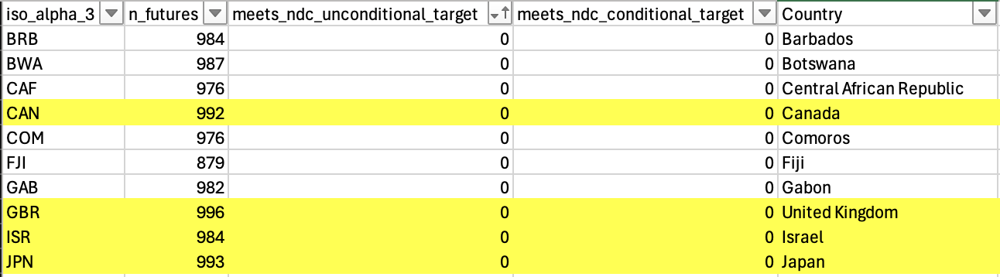 iso_alpha_3 n_futures meets_ndc_unconditional_target meets_ndc_conditional_target Country
BRB 984 0 0 Barbados
BWA 987 0 0 Botswana
CAF 976 0 0 Central African Republic
CAN 992 0 0 Canada
COM 976 0 0 Comoros
FJI 879 0 0 Fiji
GAB 982 0 0 Gabon
GBR 996 0 0 United Kingdom
ISR 984 0 0 Israel
JPN 993 0 0 Japan